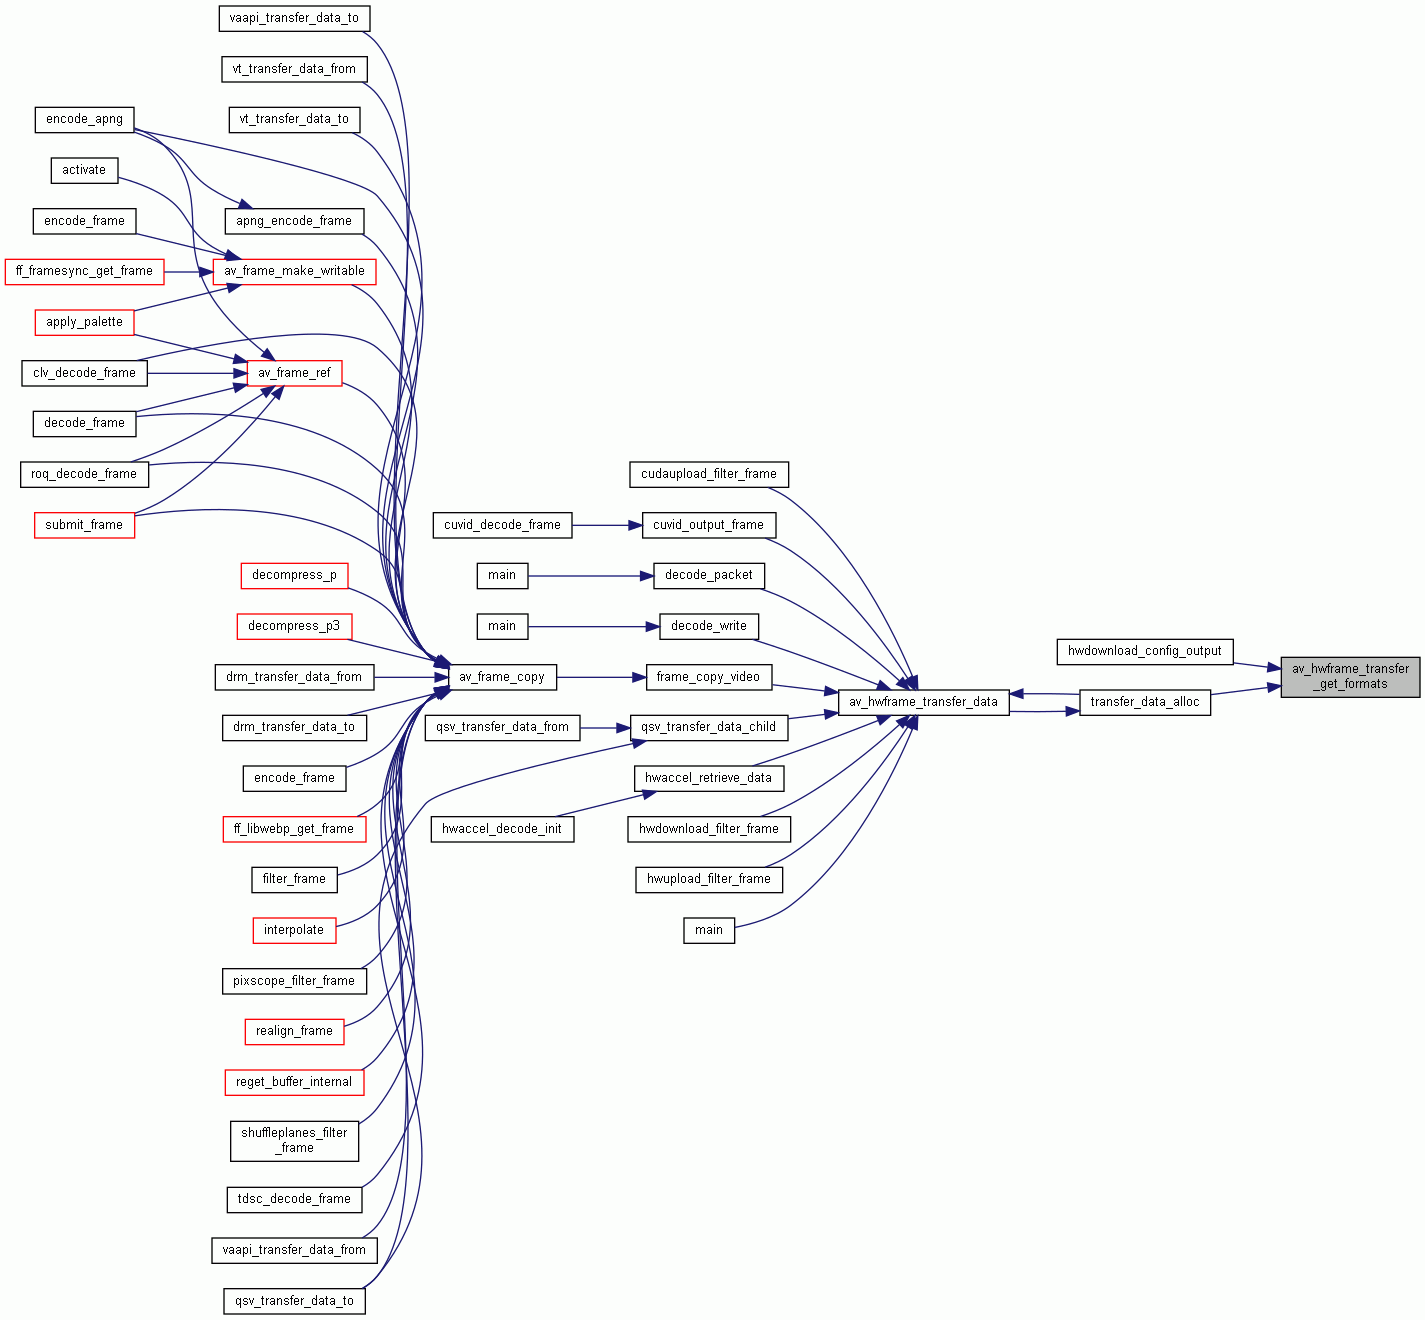 vaapi_transfer_data_to
vt_transfer_data_from
vt_transfer_data_to
encode_apng
activate
encode_frame
apng_encode_frame
ff_framesync_get_frame
av_frame_make_writable
apply_palette
clv_decode_frame
av_frame_ref
decode_frame
roq_decode_frame
submit_frame
decompress_p
decompress_p3
drm_transfer_data_from
drm_transfer_data_to
encode_frame
ff_libwebp_get_frame
filter_frame
interpolate
pixscope_filter_frame
realign_frame
reget_buffer_internal
shuffleplanes_filter
_frame
tdsc_decode_frame
vaapi_transfer_data_from
qsv_transfer_data_to
cuvid_decode_frame
main
main
av_frame_copy
qsv_transfer_data_from
hwaccel_decode_init
cudaupload_filter_frame
cuvid_output_frame
decode_packet
decode_write
frame_copy_video
qsv_transfer_data_child
hwaccel_retrieve_data
hwdownload_filter_frame
hwupload_filter_frame
main
av_hwframe_transfer_data
hwdownload_config_output
transfer_data_alloc
av_hwframe_transfer
_get_formats